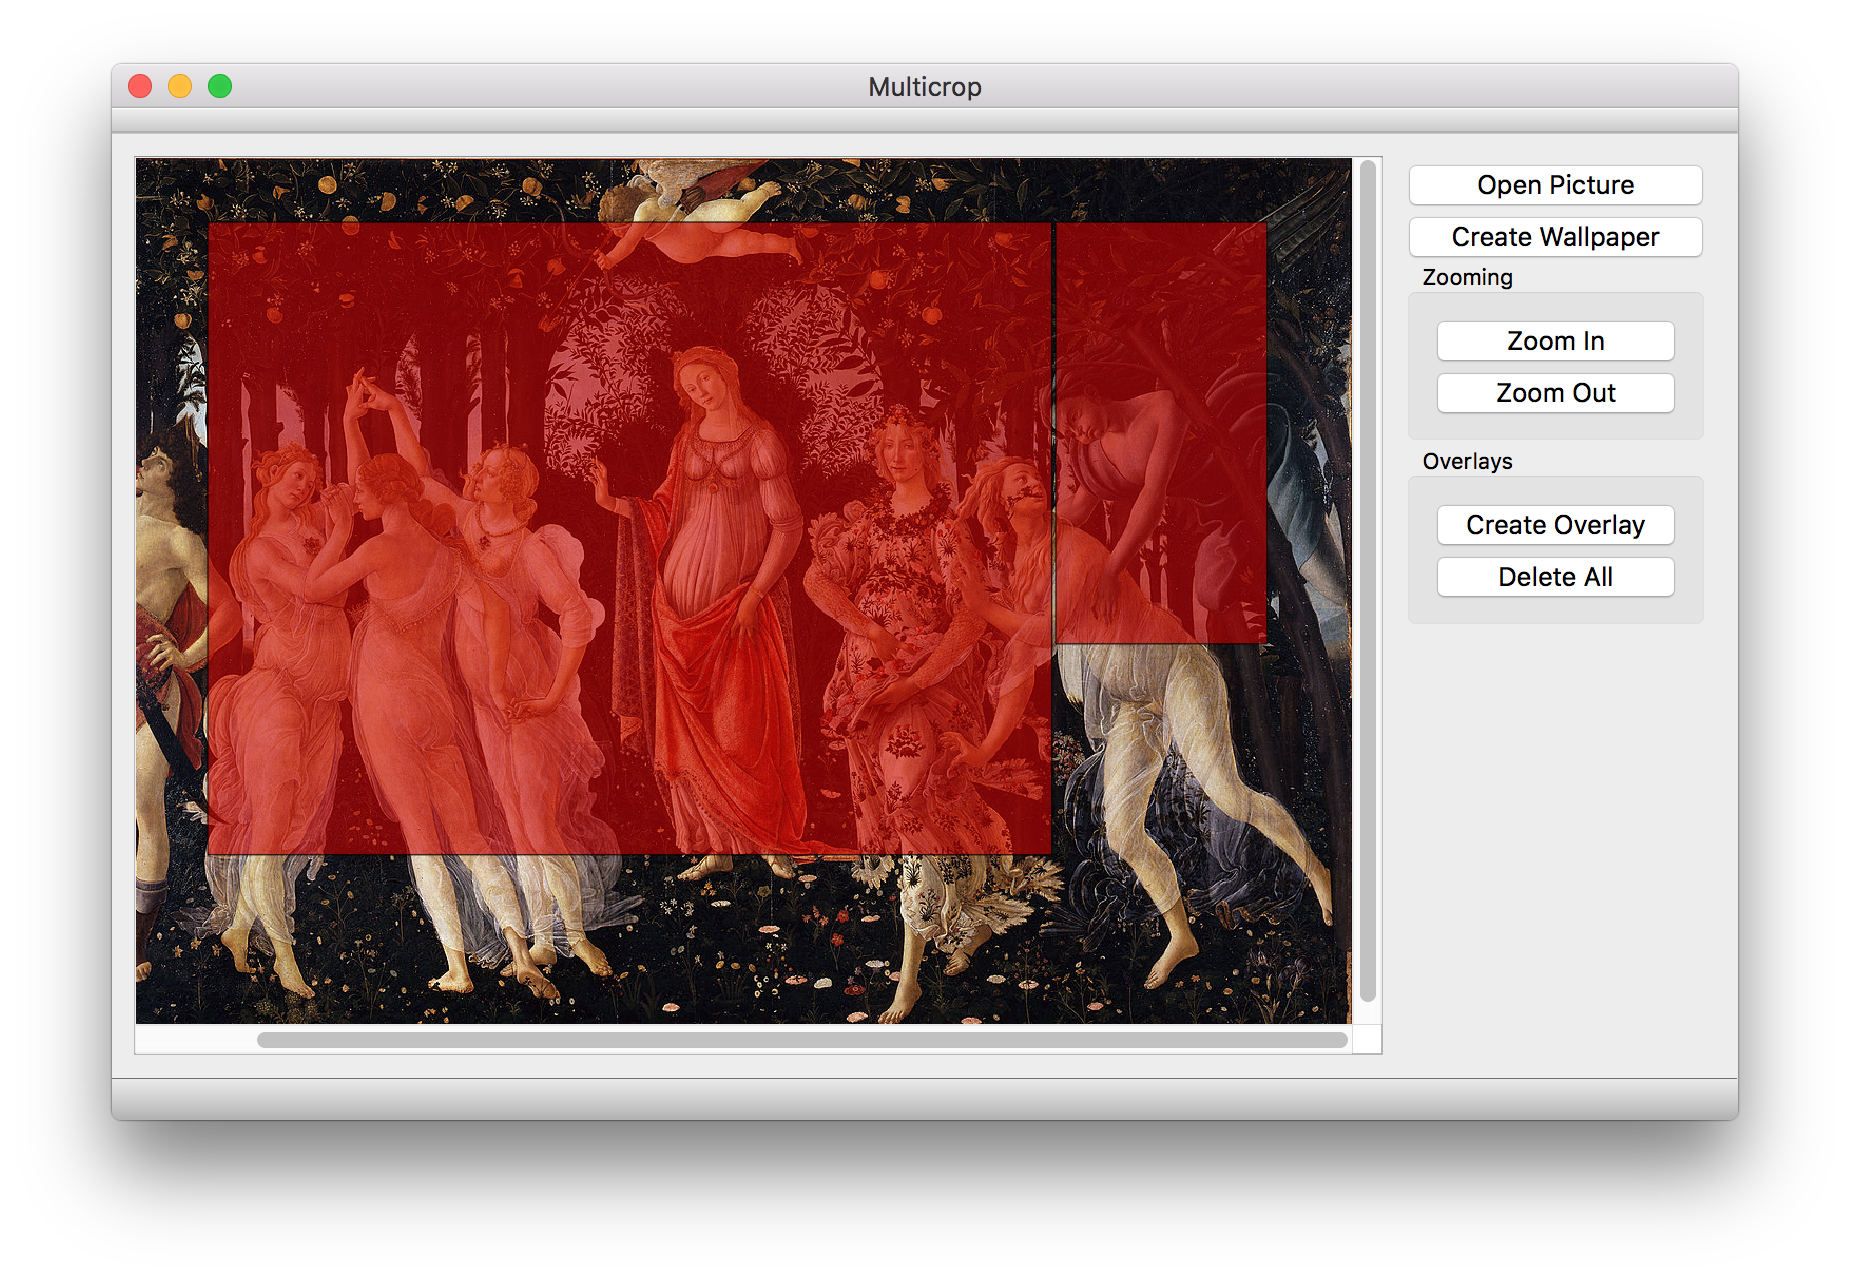 Multicrop
Open Picture
Create Wallpaper
Zooming
Zoom In
Zoom Out
Overlays
Create Overlay
Delete All